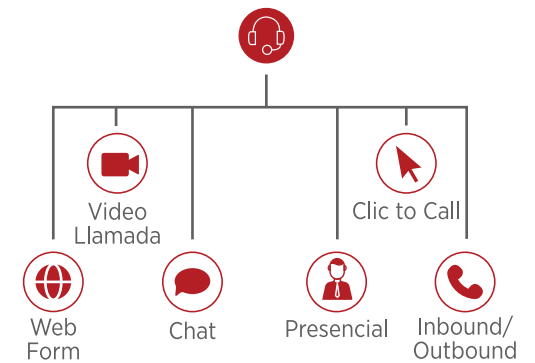 Video
Llamada
Clic to Call
Web
Form
Chat
Presencial
Inbound/
Outbound